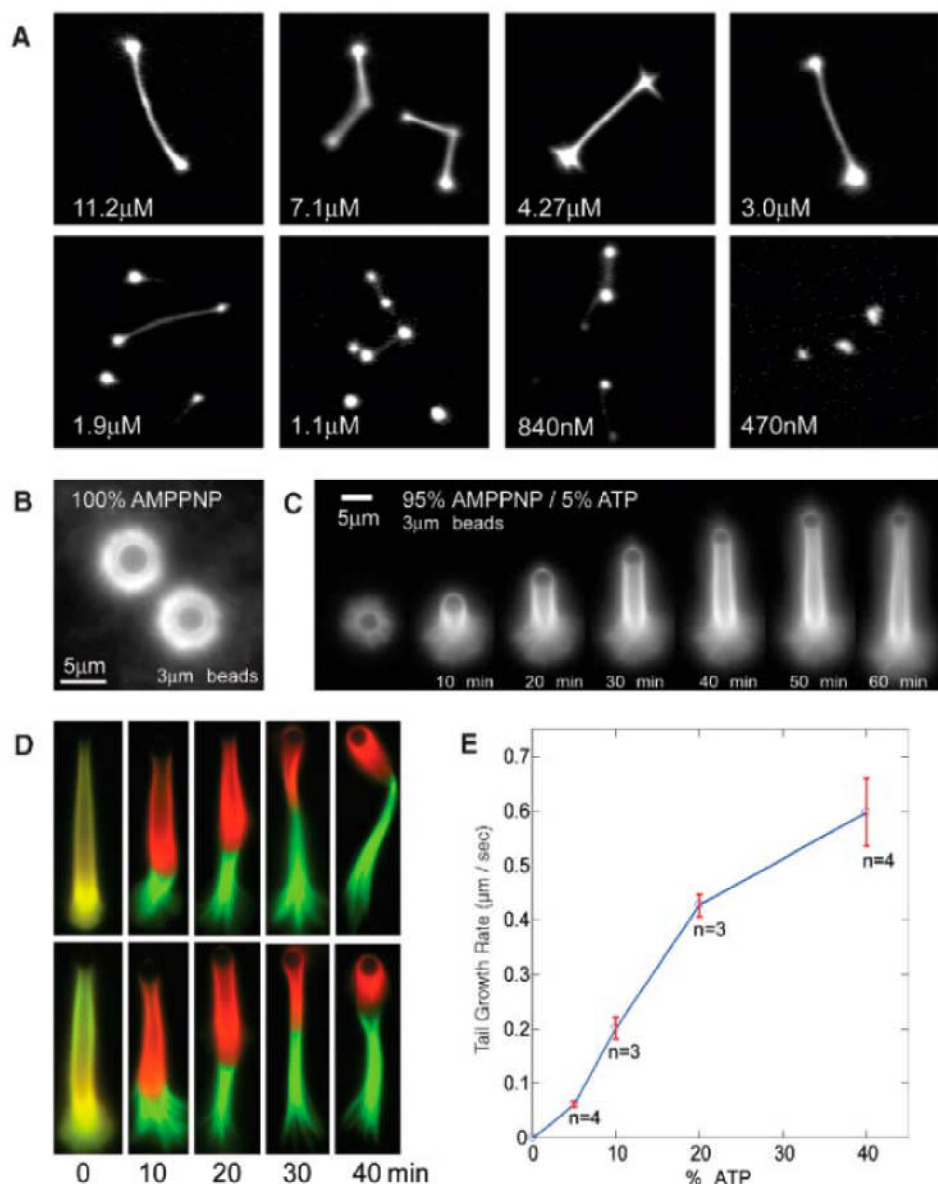 A
11.2μM
7.1μM
4.27μM
3.0μM
1.9μM
1.1μM
840nM
470nM
B
100% AMPPNP
5μm
3μm beads
C
95% AMPPNP / 5% ATP
5μm
3μm beads
10 min
20 min
30 min
40 min
50 min
60 min
D
0
10
20
30
40 min
E
Tail Growth Rate (μm / sec)
0.7
0.6
0.5
0.4
0.3
0.2
0.1
0
n=4
n=3
n=3
n=4
0
10
20
30
40
% ATP